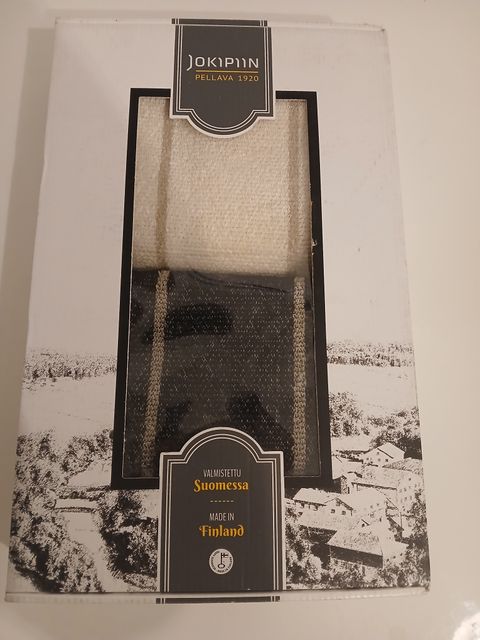 JOKIPIIN
PELLAVA 1920
VALMISTETTU
Suomessa
MADE IN
Finland